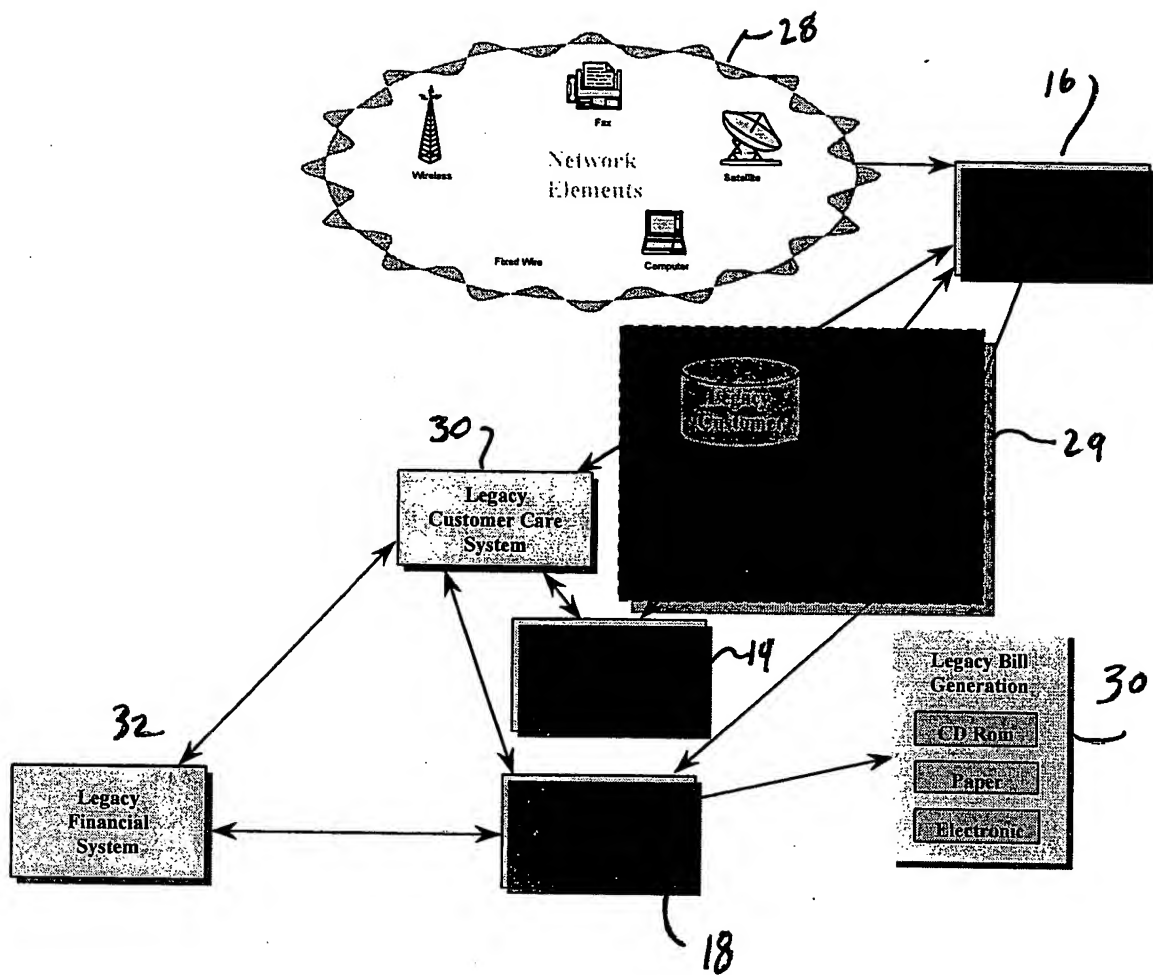 28
16
Fax
Wireless
Network
Elements
Satellite
Fixed Wire
Computer
Legacy
Customer
29
30
Legacy
Customer Care
System
14
Legacy Bill
Generation
30
CD Rom
Paper
Electronic
32
Legacy
Financial
System
18